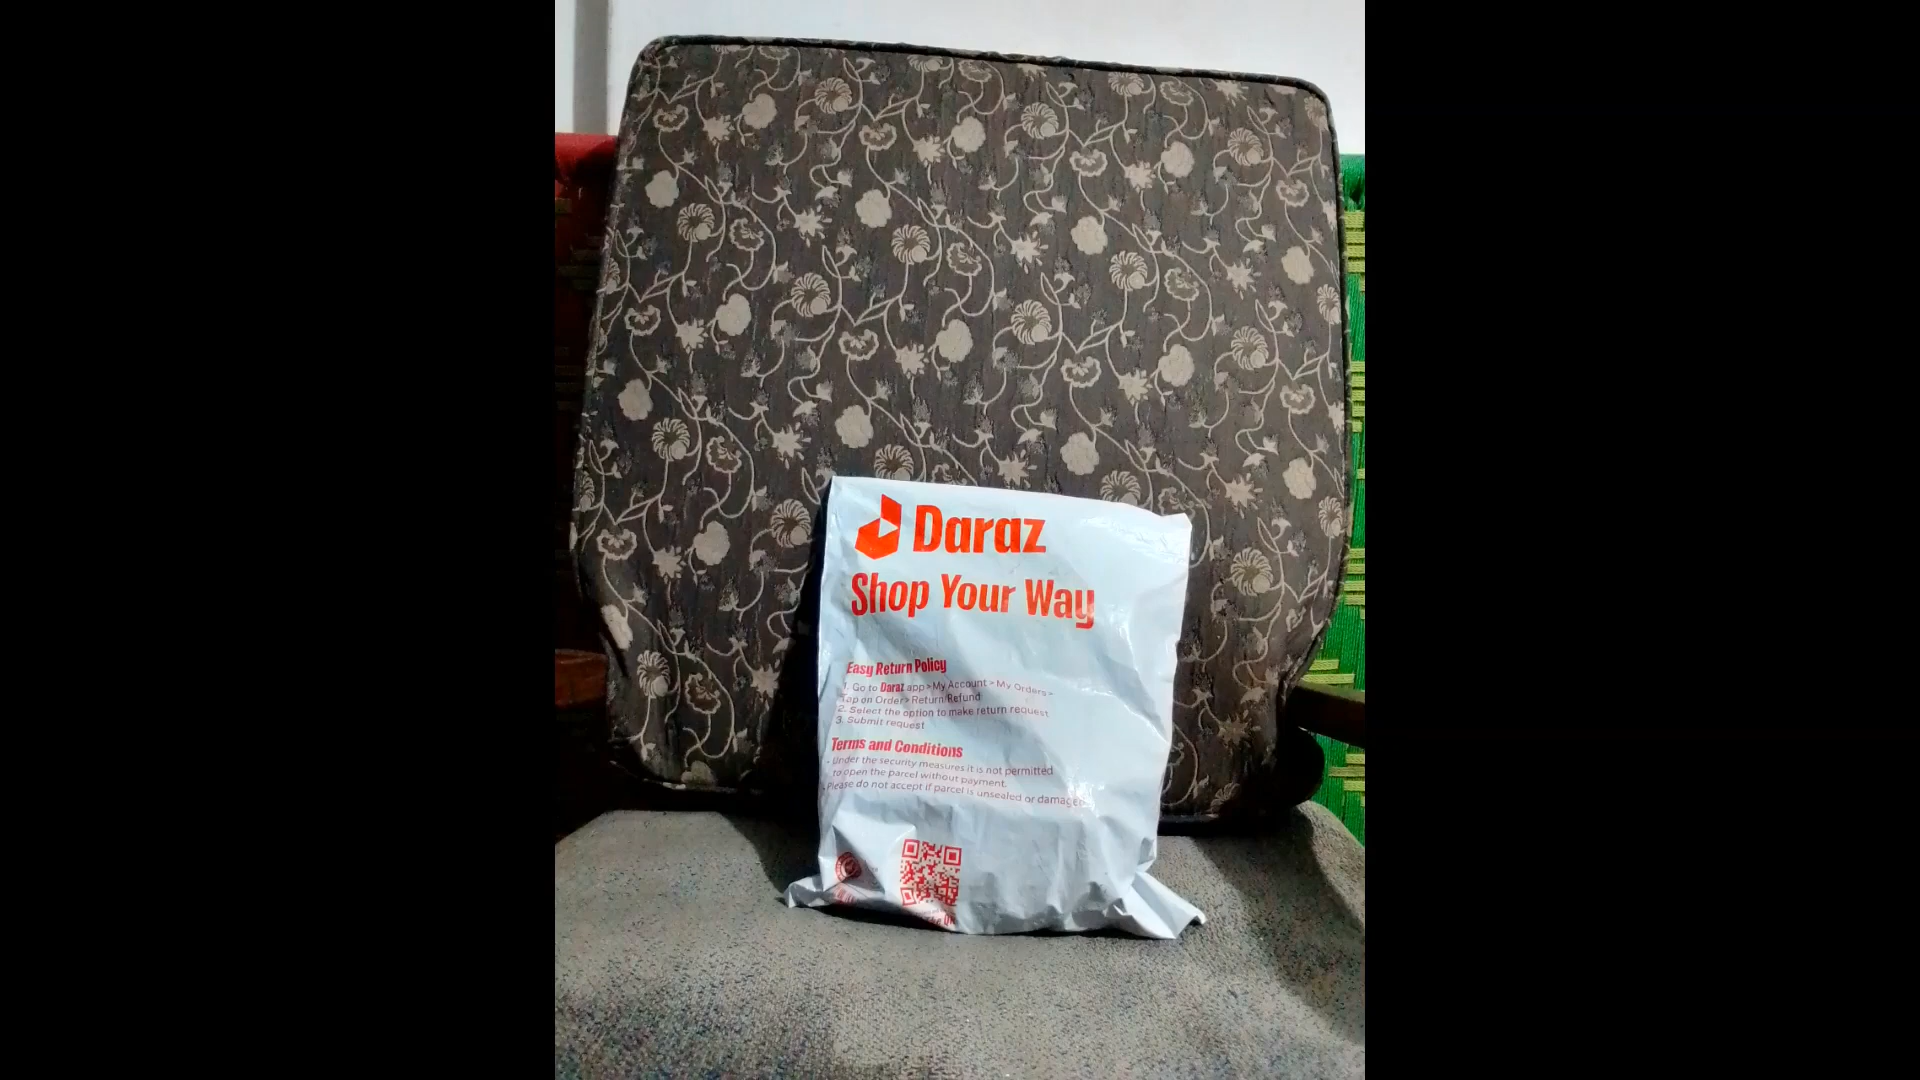 Daraz
Shop Your Way
Easy Return Policy
1. Go to Daraz app > My Account > My Orders >
Tap on Order > Return/Refund
2. Select the option to make return request
3. Submit request
Terms and Conditions
- Under the security measures it is not permitted
to open the parcel without payment.
- Please do not accept if parcel is unsealed or damaged